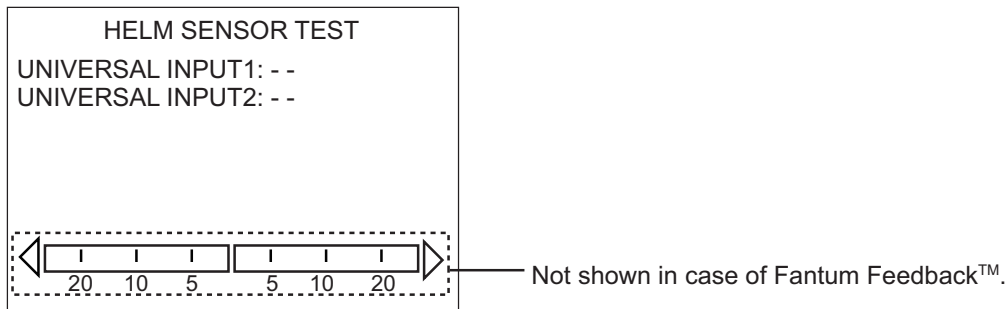 HELM SENSOR TEST
UNIVERSAL INPUT1: - -
UNIVERSAL INPUT2: - -
20 10 5 5 10 20
Not shown in case of Fantum Feedback™.